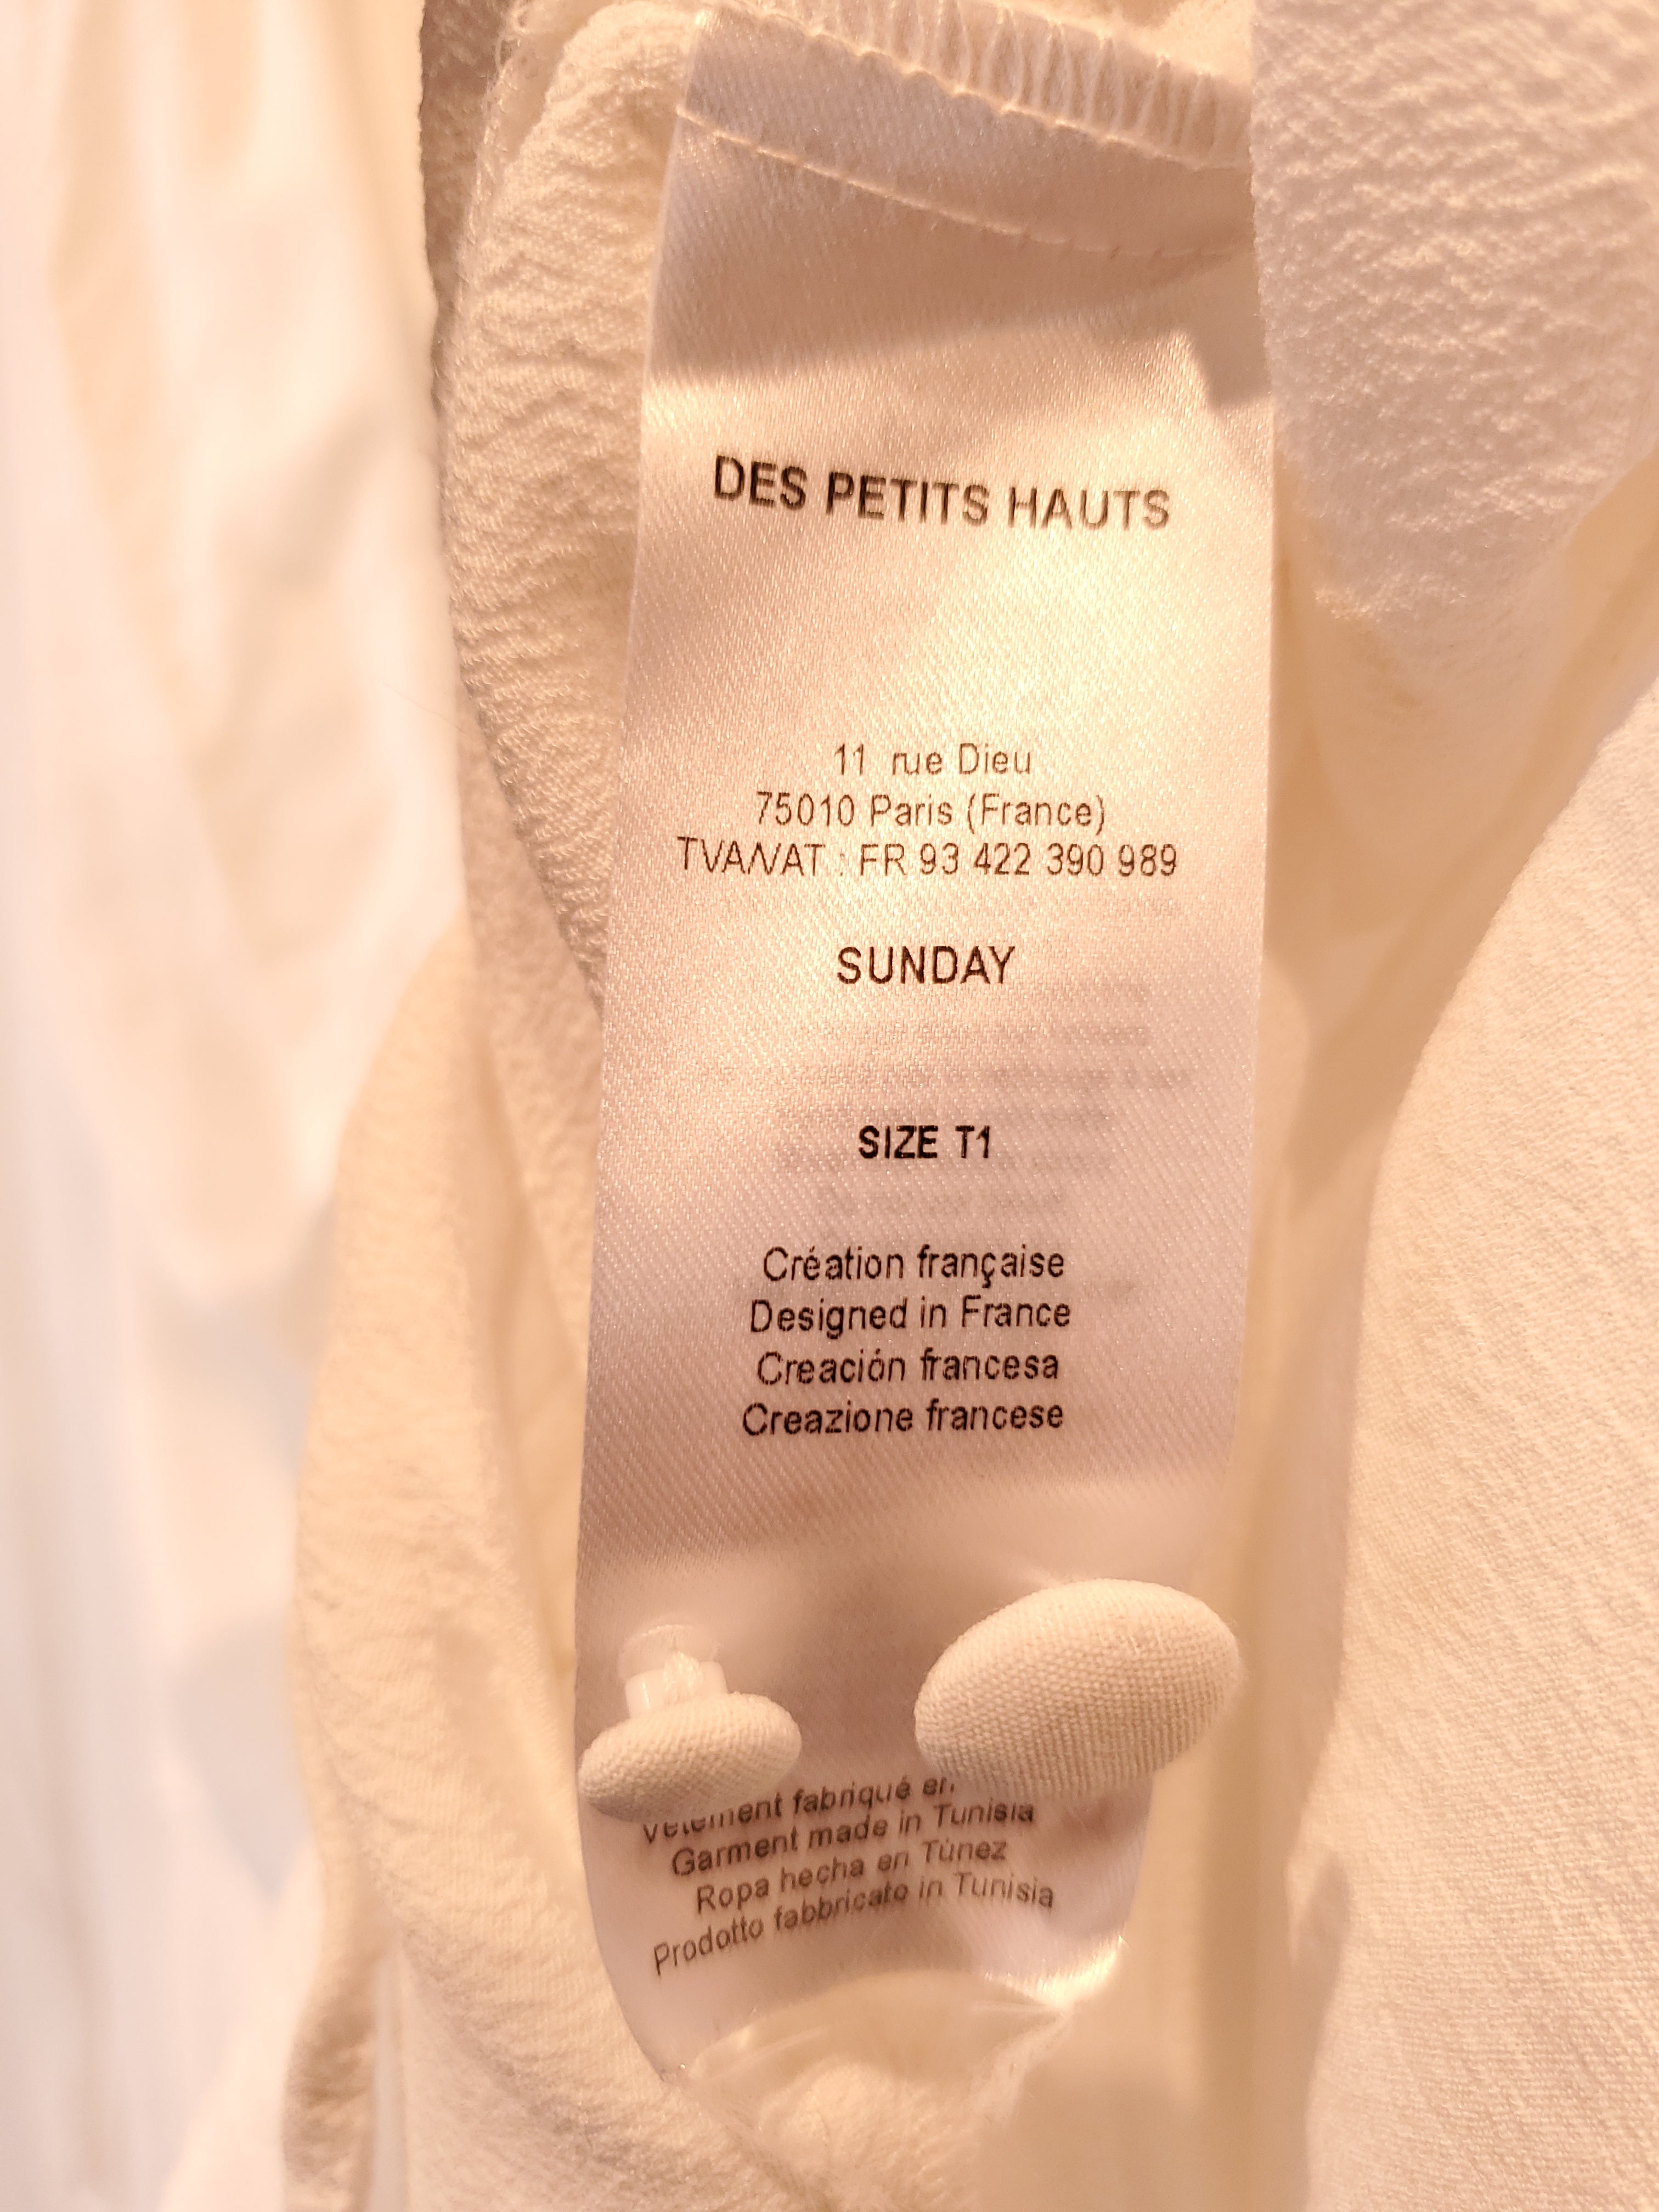 DES PETITS HAUTS
11 rue Dieu
75010 Paris (France)
TVA/VAT : FR 93 422 390 989
SUNDAY
SIZE T1
Création française
Designed in France
Creación francesa
Creazione francese
Vêtement fabriqué en
Garment made in Tunisia
Ropa hecha en Túnez
Prodotto fabbricato in Tunisia